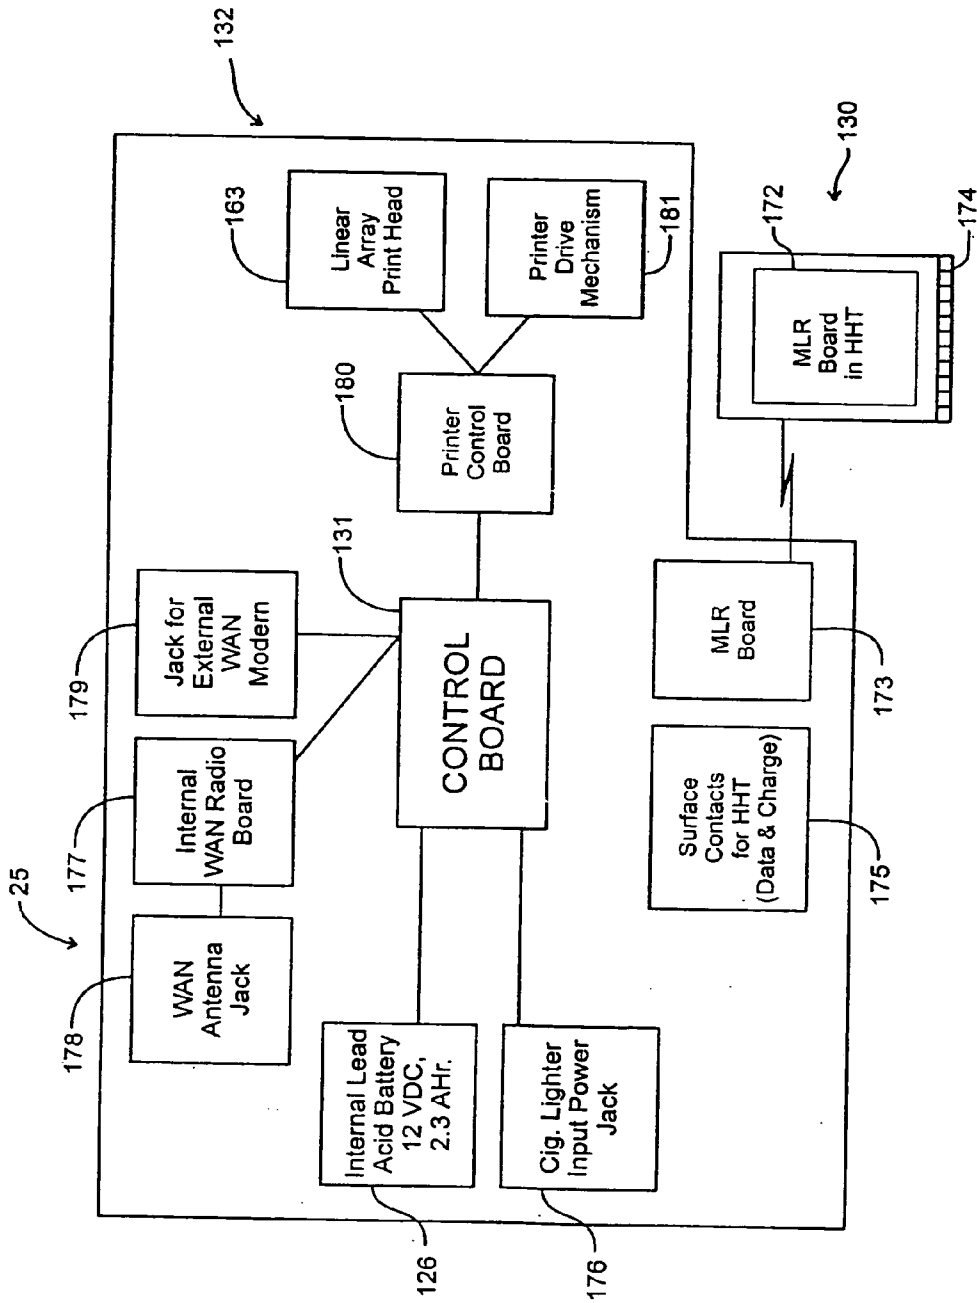 25
132
178
WAN
Antenna
Jack
177
Internal
WAN Radio
Board
179
Jack for
External
WAN
Modern
131
163
Linear
Array
Print Head
126
Internal Lead
Acid Battery
12 VDC,
2.3 AHr.
CONTROL
BOARD
180
Printer
Control
Board
Printer
Drive
Mechanism
181
176
Cig. Lighter
Input Power
Jack
175
Surface
Contacts
for HHT
(Data & Charge)
173
MLR
Board
130
172
MLR
Board
in HHT
174